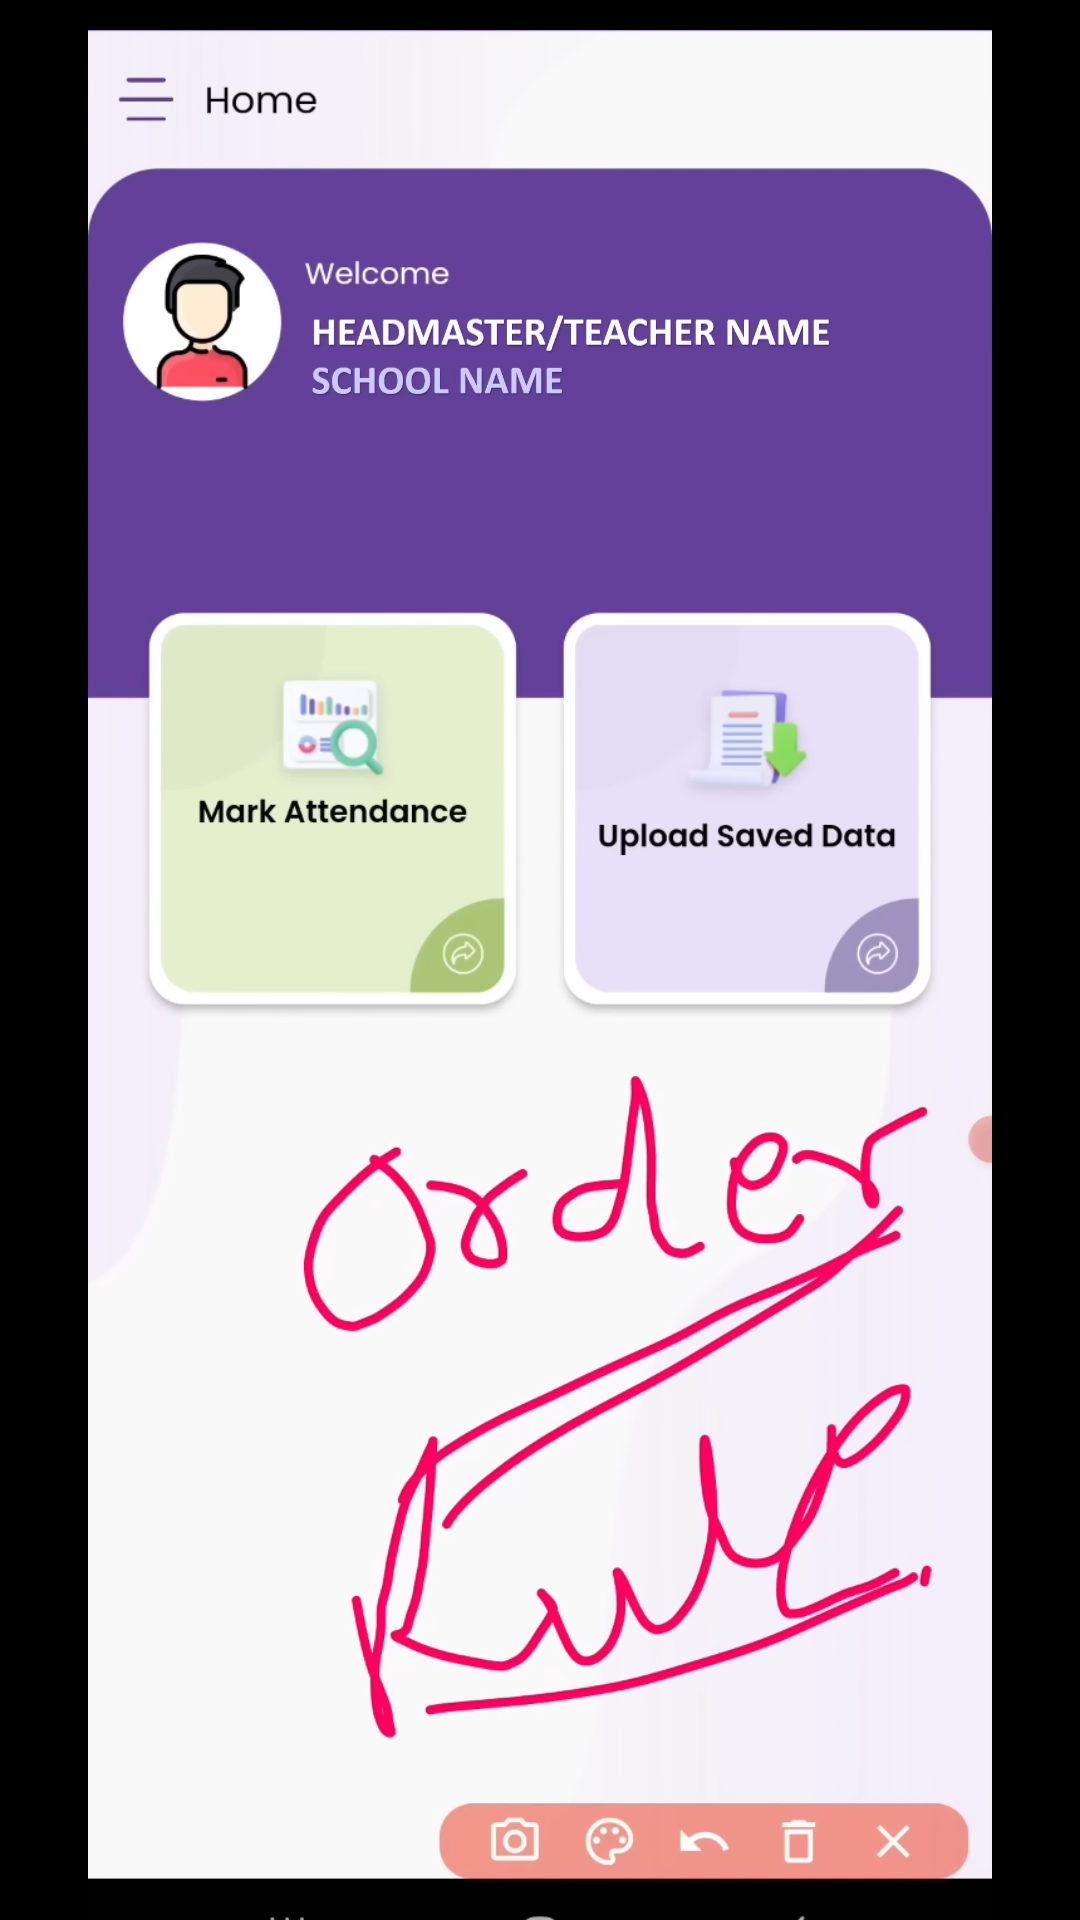 Home
Welcome
HEADMASTER/TEACHER NAME
SCHOOL NAME
Mark Attendance
Upload Saved Data
Order
Rule